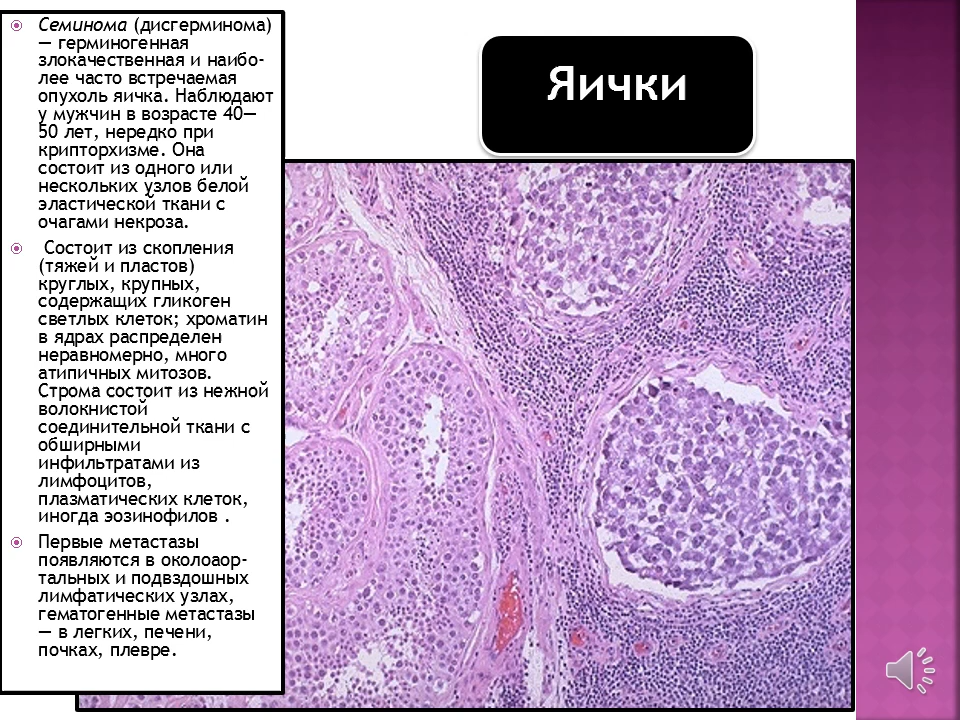 Яички
Семинома (дисгерминома)
— герминогенная
злокачественная и наибо-
лее часто встречаемая
опухоль яичка. Наблюдают
у мужчин в возрасте 40—
50 лет, нередко при
крипторхизме. Она
состоит из одного или
нескольких узлов белой
эластической ткани с
очагами некроза.
Состоит из скопления
(тяжей и пластов)
круглых, крупных,
содержащих гликоген
светлых клеток; хроматин
в ядрах распределен
неравномерно, много
атипичных митозов.
Строма состоит из нежной
волокнистой
соединительной ткани с
обширными
инфильтратами из
лимфоцитов,
плазматических клеток,
иногда эозинофилов .
Первые метастазы
появляются в околоаор-
тальных и подвздошных
лимфатических узлах,
гематогенные метастазы
— в легких, печени,
почках, плевре.